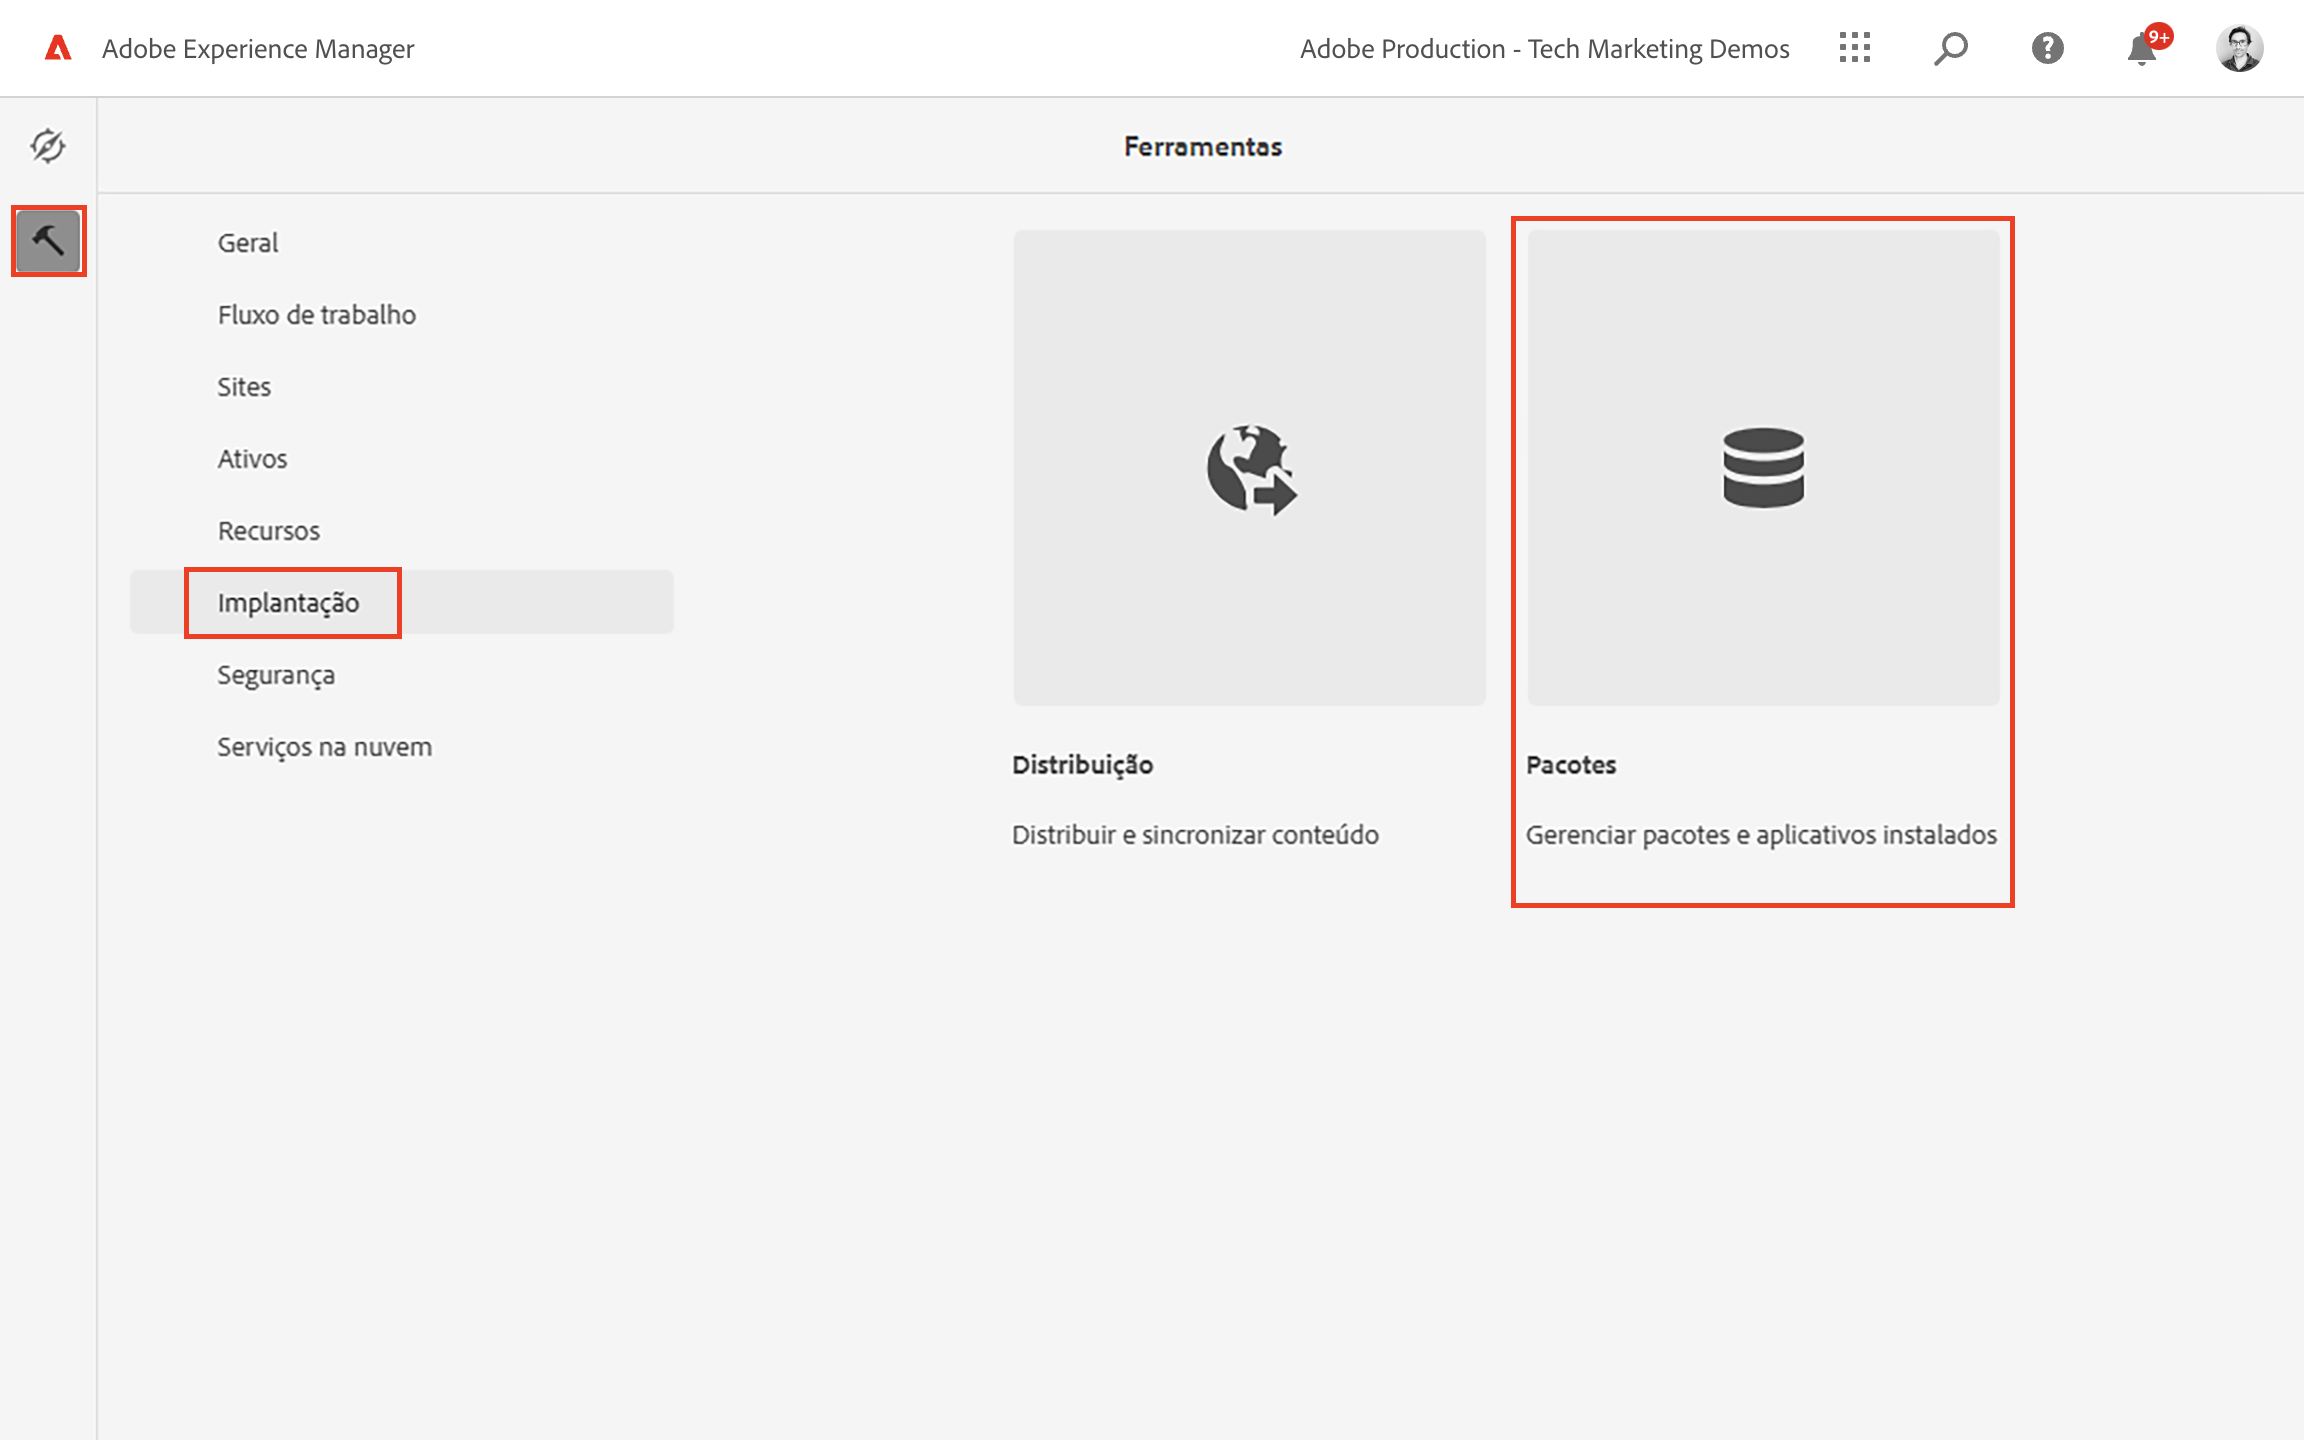 Adobe Experience Manager
Adobe Production - Tech Marketing Demos
9+
Ferramentas
Geral
Fluxo de trabalho
Sites
Ativos
Recursos
Implantação
Segurança
Serviços na nuvem
Distribuição
Distribuir e sincronizar conteúdo
Pacotes
Gerenciar pacotes e aplicativos instalados